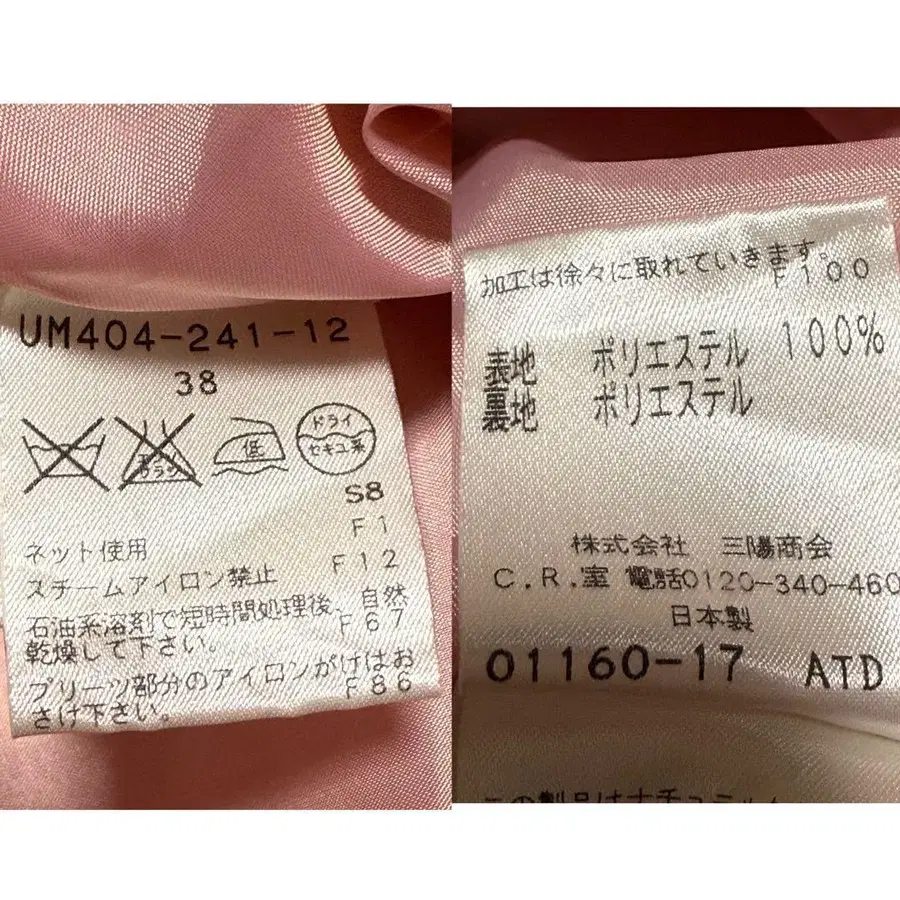 UM404-241-12
38
低
ドライ
セキユ系
S8
F1
ネット使用
F12
スチームアイロン禁止
石油系溶剤で短時間処理後、自然
F67
乾燥して下さい。
プリーツ部分のアイロンがけはお
F86
さけ下さい。
加工は徐々に取れていきます。
F100
表地 ポリエステル 100%
裏地 ポリエステル
株式会社 三陽商会
C.R.室 電話0120-340-460
日本製
01160-17 ATD